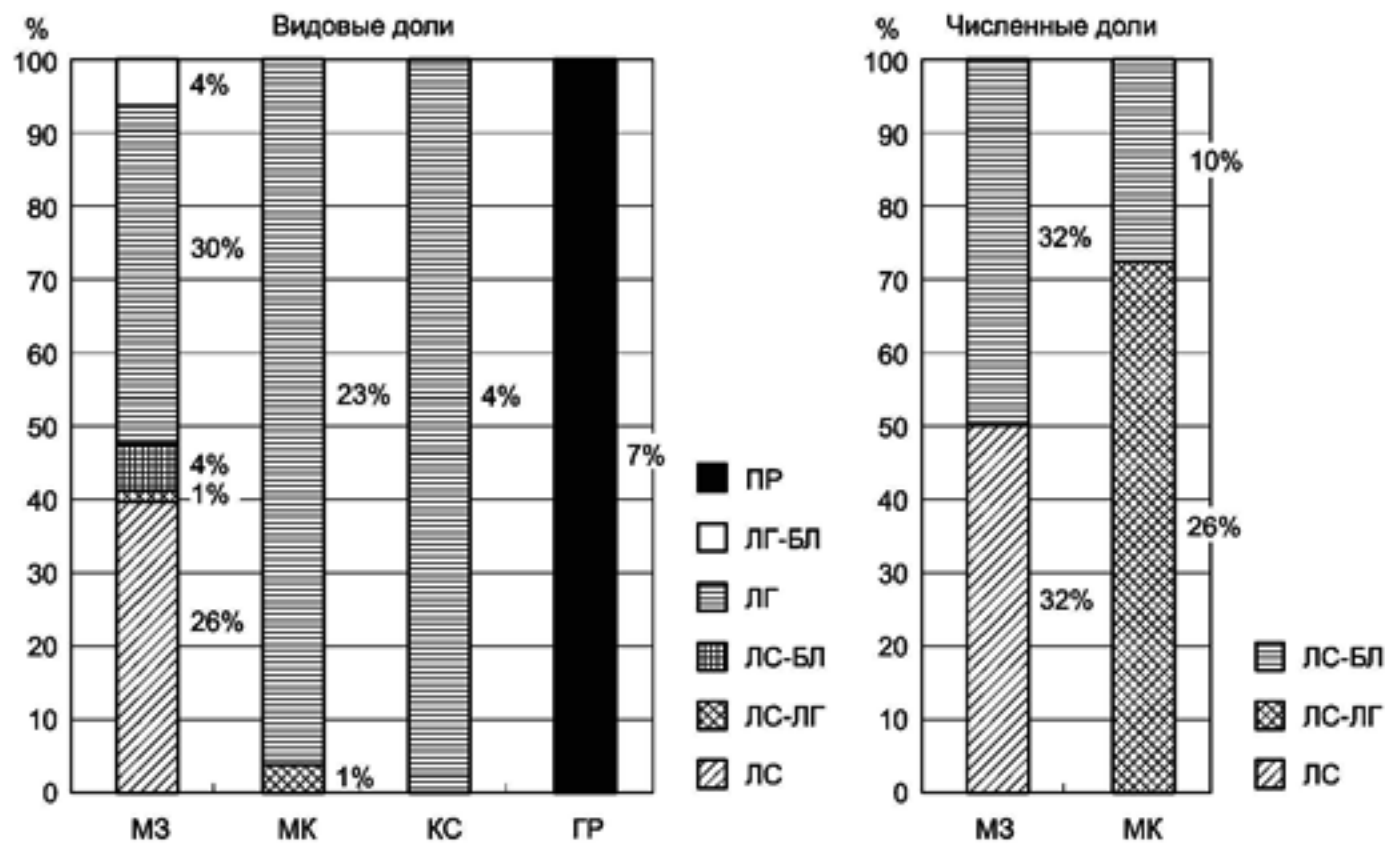 %
Видовые доли
100
90
80
70
60
50
40
30
20
10
0
4%
30%
4%
1%
26%
23%
1%
4%
7%
МЗ
МК
КС
ГР
ПР
ЛГ-БЛ
ЛГ
ЛС-БЛ
ЛС-ЛГ
ЛС
%
Численные доли
100
90
80
70
60
50
40
30
20
10
0
32%
32%
10%
26%
МЗ
МК
ЛС-БЛ
ЛС-ЛГ
ЛС